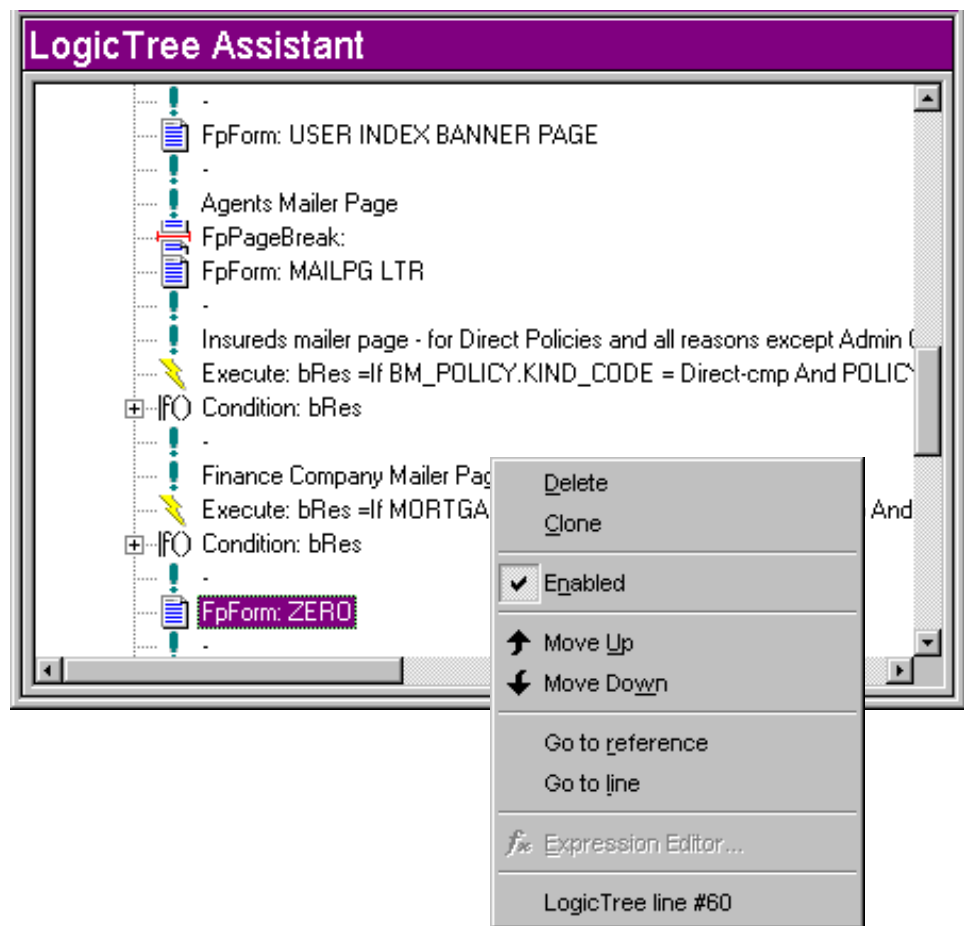 LogicTree Assistant
-
FpForm: USER INDEX BANNER PAGE
-
Agents Mailer Page
FpPageBreak:
FpForm: MAILPG LTR
-
Insureds mailer page - for Direct Policies and all reasons except Admin
Execute: bRes =If BM_POLICY.KIND_CODE = Direct-cmp And POLICY
If() Condition: bRes
-
Finance Company Mailer Pag
Execute: bRes =If MORTGA And
If() Condition: bRes
-
FpForm: ZERO
-
Delete
Clone
Enabled
Move Up
Move Down
Go to reference
Go to line
fx Expression Editor...
LogicTree line #60